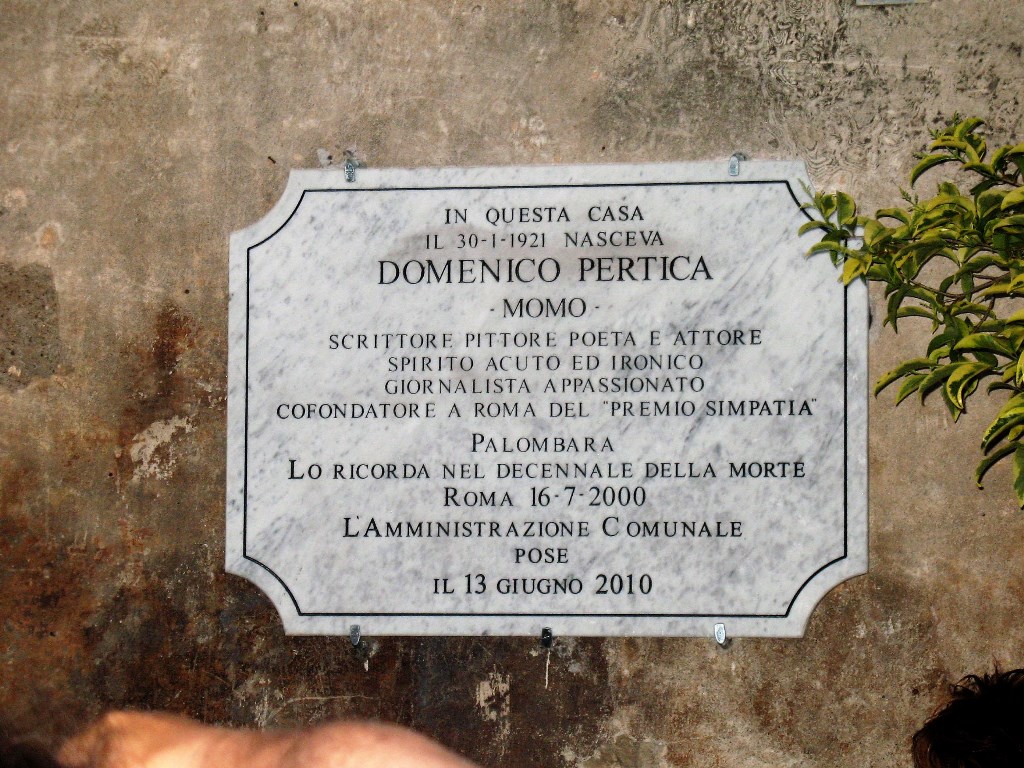 IN QUESTA CASA
IL 30-1-1921 NASCEVA
DOMENICO PERTICA
- MOMO -
SCRITTORE PITTORE POETA E ATTORE
SPIRITO ACUTO ED IRONICO
GIORNALISTA APPASSIONATO
COFONDATORE A ROMA DEL "PREMIO SIMPATIA"
PALOMBARA
LO RICORDA NEL DECENNALE DELLA MORTE
ROMA 16-7-2000
L'AMMINISTRAZIONE COMUNALE
POSE
IL 13 GIUGNO 2010